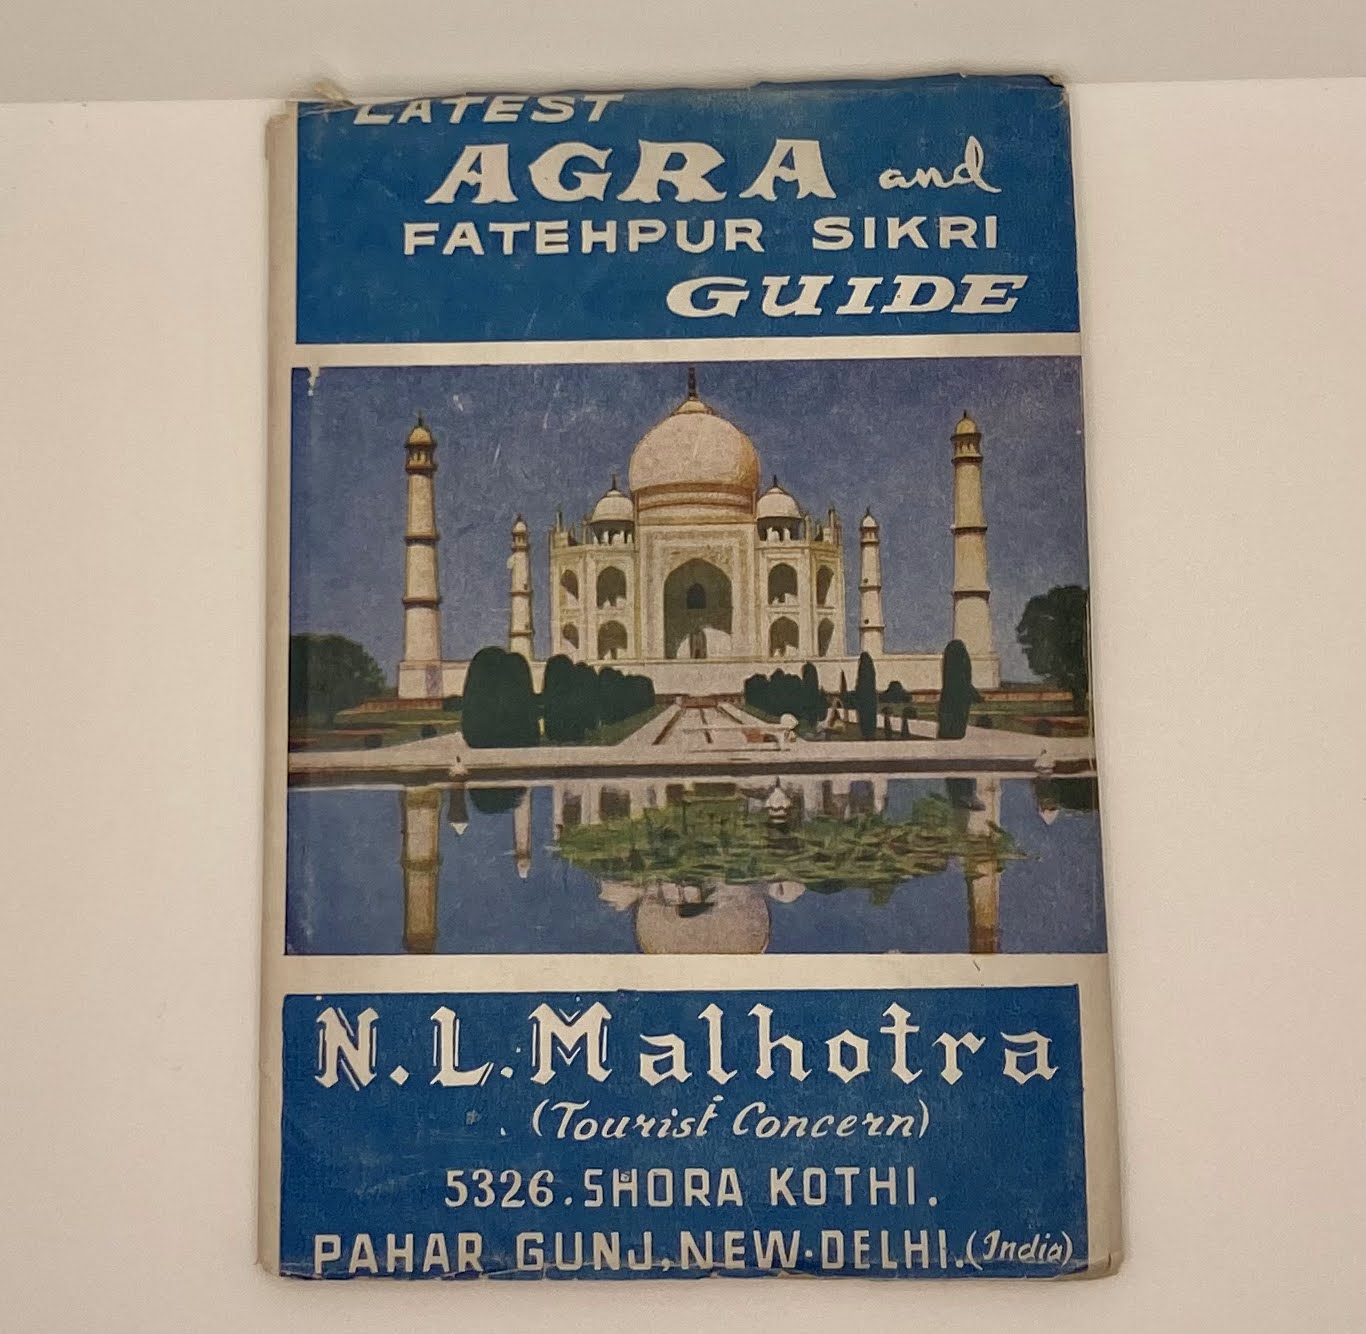 LATEST
AGRA and
FATEHPUR SIKRI
GUIDE
N.L.Malhotra
(Tourist Concern)
5326.SHORA KOTHI.
PAHAR GUNJ,NEW-DELHI.(India)